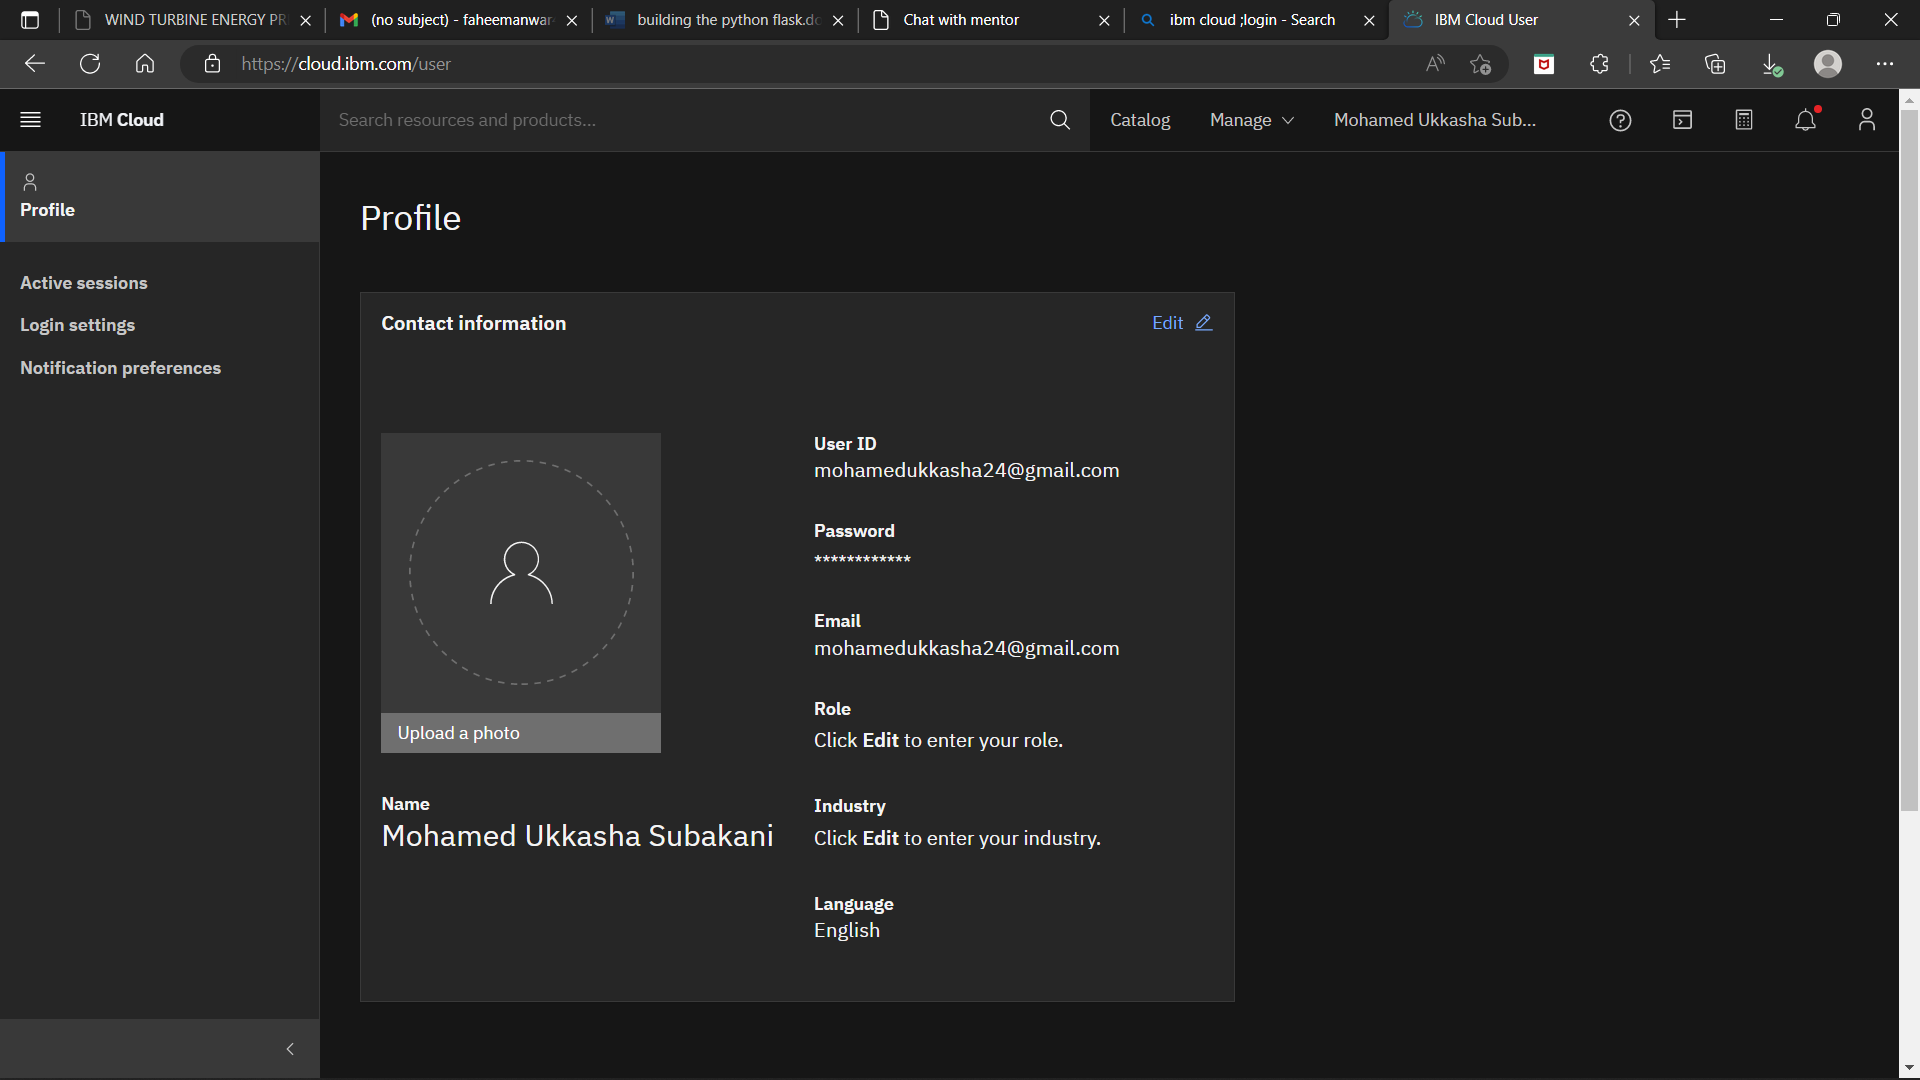 WIND TURBINE ENERGY PR
(no subject) - faheemanwar
building the python flask.do
Chat with mentor
ibm cloud ;login - Search
IBM Cloud User
https://cloud.ibm.com/user
IBM Cloud
Search resources and products...
Catalog
Manage
Mohamed Ukkasha Sub...
Profile
Active sessions
Login settings
Notification preferences
Profile
Contact information
Edit
Upload a photo
Name
Mohamed Ukkasha Subakani
User ID
mohamedukkasha24@gmail.com
Password
************
Email
mohamedukkasha24@gmail.com
Role
Click Edit to enter your role.
Industry
Click Edit to enter your industry.
Language
English